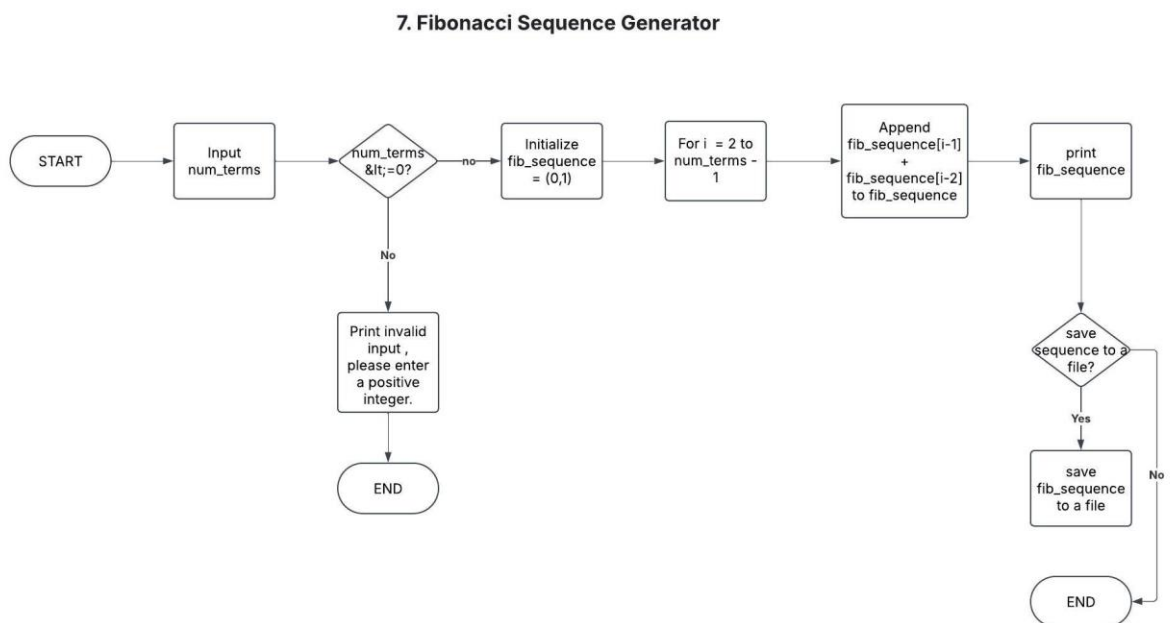 7. Fibonacci Sequence Generator
START
Input
num_terms
num_terms
&lt;=0?
no
Initialize
fib_sequence
= (0,1)
For i  = 2 to
num_terms -
1
Append
fib_sequence[i-1]
+
fib_sequence[i-2]
to fib_sequence
print
fib_sequence
No
Print invalid
input ,
please enter
a positive
integer.
END
save
sequence to a
file?
Yes
No
save
fib_sequence
to a file
END